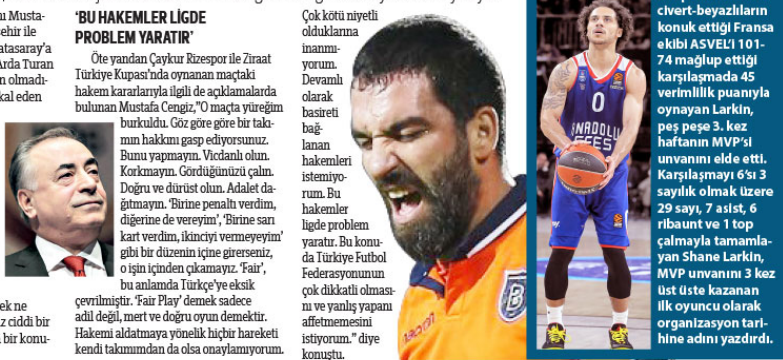 nı Musta-
ehir ile
atasaray'a
Arda Turan
n olmadı-
kal eden
ek ne
z ciddi bir
n bir konu-
'BU HAKEMLER LİGDE
PROBLEM YARATIR'
Öte yandan Çaykur Rizespor ile Ziraat
Türkiye Kupası'nda oynanan maçtaki
hakem kararlarıyla ilgili de açıklamalarda
bulunan Mustafa Cengiz,"O maçta yüreğim
burkuldu. Göz göre göre bir takı-
mın hakkını gasp ediyorsunuz.
Bunu yapmayın. Vicdanlı olun.
Korkmayın. Gördüğünüzü çalın.
Doğru ve dürüst olun. Adalet da-
ğıtmayın. 'Birine penaltı verdim,
diğerine de vereyim', 'Birine sarı
kart verdim, ikinciyi vermeyeyim'
gibi bir düzenin içine girerseniz,
o işin içinden çıkamayız. 'Fair',
bu anlamda Türkçe'ye eksik
çevrilmiştir. 'Fair Play' demek sadece
adil değil, mert ve doğru oyun demektir.
Hakemi aldatmaya yönelik hiçbir hareketi
kendi takımımdan da olsa onaylamıyorum.
Çok kötü niyetli
olduklarına
inanmı-
yorum.
Devamlı
olarak
basireti
bağ-
lanan
hakemleri
istemiyo-
rum. Bu
hakemler
ligde problem
yaratır. Bu konu-
da Türkiye Futbol
Federasyonunun
çok dikkatli olması-
nı ve yanlış yapanı
affetmemesini
istiyorum." diye
konuştu.
0
ANADOLU
EFES
civert-beyazlıların
konuk ettiği Fransa
ekibi ASVEL'i 101-
74 mağlup ettiği
karşılaşmada 45
verimlilik puanıyla
oynayan Larkin,
peş peşe 3. kez
haftanın MVP'si
unvanını elde etti.
Karşılaşmayı 6'sı 3
sayılık olmak üzere
29 sayı, 7 asist, 6
ribaunt ve 1 top
çalmayla tamamla-
yan Shane Larkin,
MVP unvanını 3 kez
üst üste kazanan
ilk oyuncu olarak
organizasyon tari-
hine adını yazdırdı.